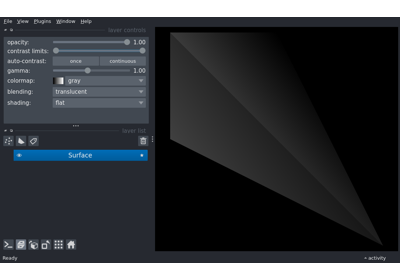 File View Plugins Window Help
layer controls
opacity: 1.00
contrast limits:
auto-contrast: once continuous
gamma: 1.00
colormap: gray
blending: translucent
shading: flat
layer list
Surface
Ready activity